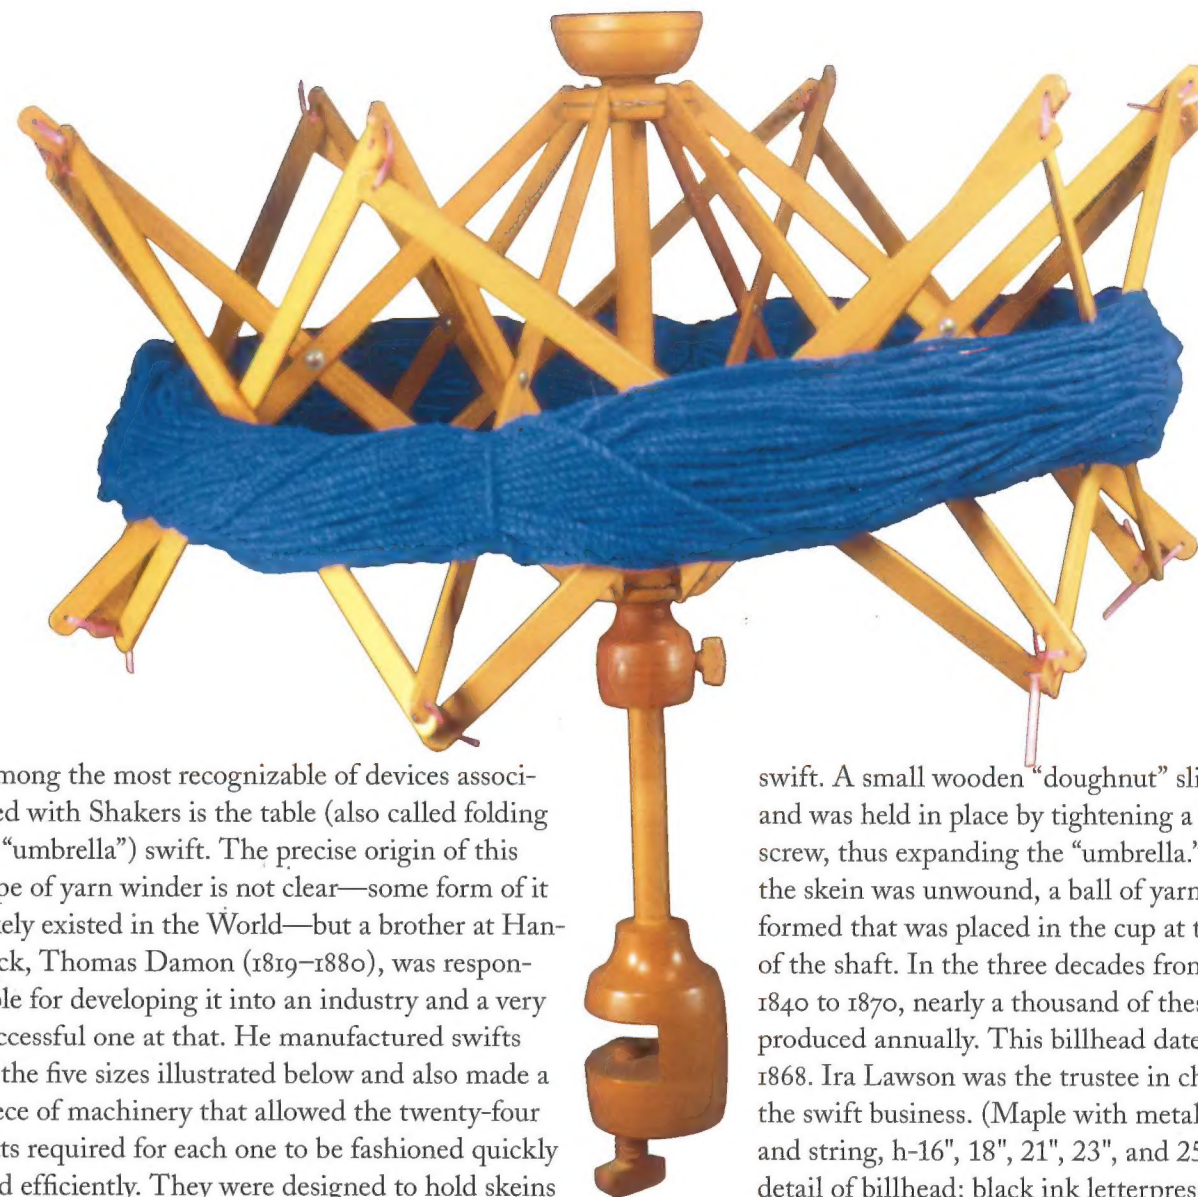 mong the most recognizable of devices associ-
ed with Shakers is the table (also called folding
“umbrella”) swift. The precise origin of this
pe of yarn winder is not clear—some form of it
ely existed in the World—but a brother at Han-
ck, Thomas Damon (1819–1880), was respon-
le for developing it into an industry and a very
ccessful one at that. He manufactured swifts
the five sizes illustrated below and also made a
ece of machinery that allowed the twenty-four
ts required for each one to be fashioned quickly
d efficiently. They were designed to hold skeins
swift. A small wooden “doughnut” sli
and was held in place by tightening a
screw, thus expanding the “umbrella.”
the skein was unwound, a ball of yarn
formed that was placed in the cup at t
of the shaft. In the three decades from
1840 to 1870, nearly a thousand of thes
produced annually. This billhead date
1868. Ira Lawson was the trustee in ch
the swift business. (Maple with metal
and string, h-16", 18", 21", 23", and 25
detail of billhead: black ink letterpres